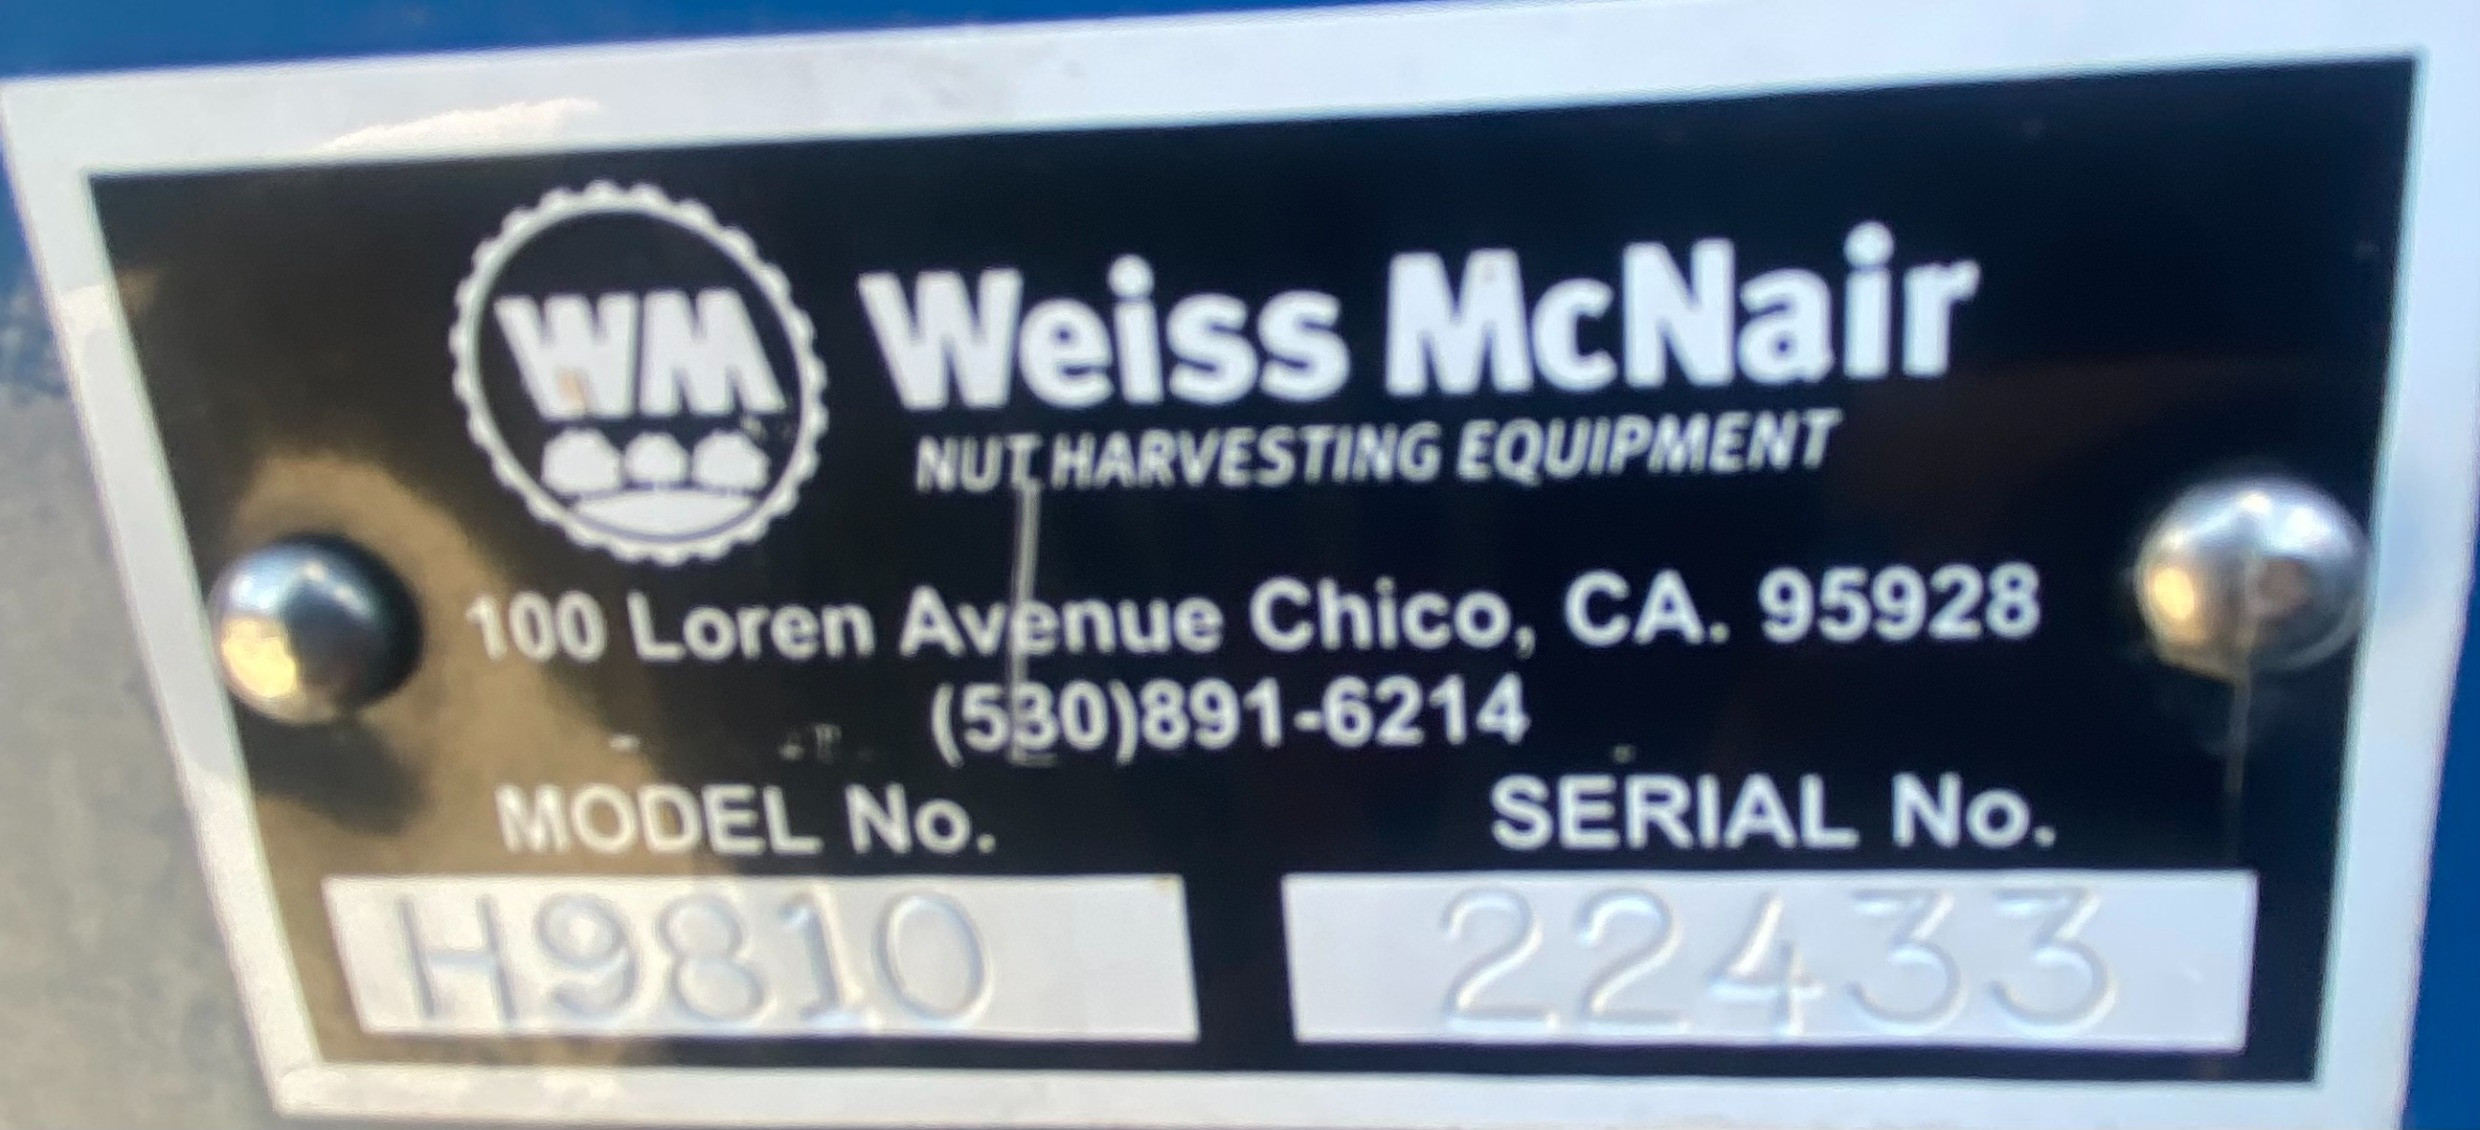 WM
Weiss McNair
NUT HARVESTING EQUIPMENT
100 Loren Avenue Chico, CA. 95928
(530)891-6214
MODEL No. SERIAL No.
H9810 22433